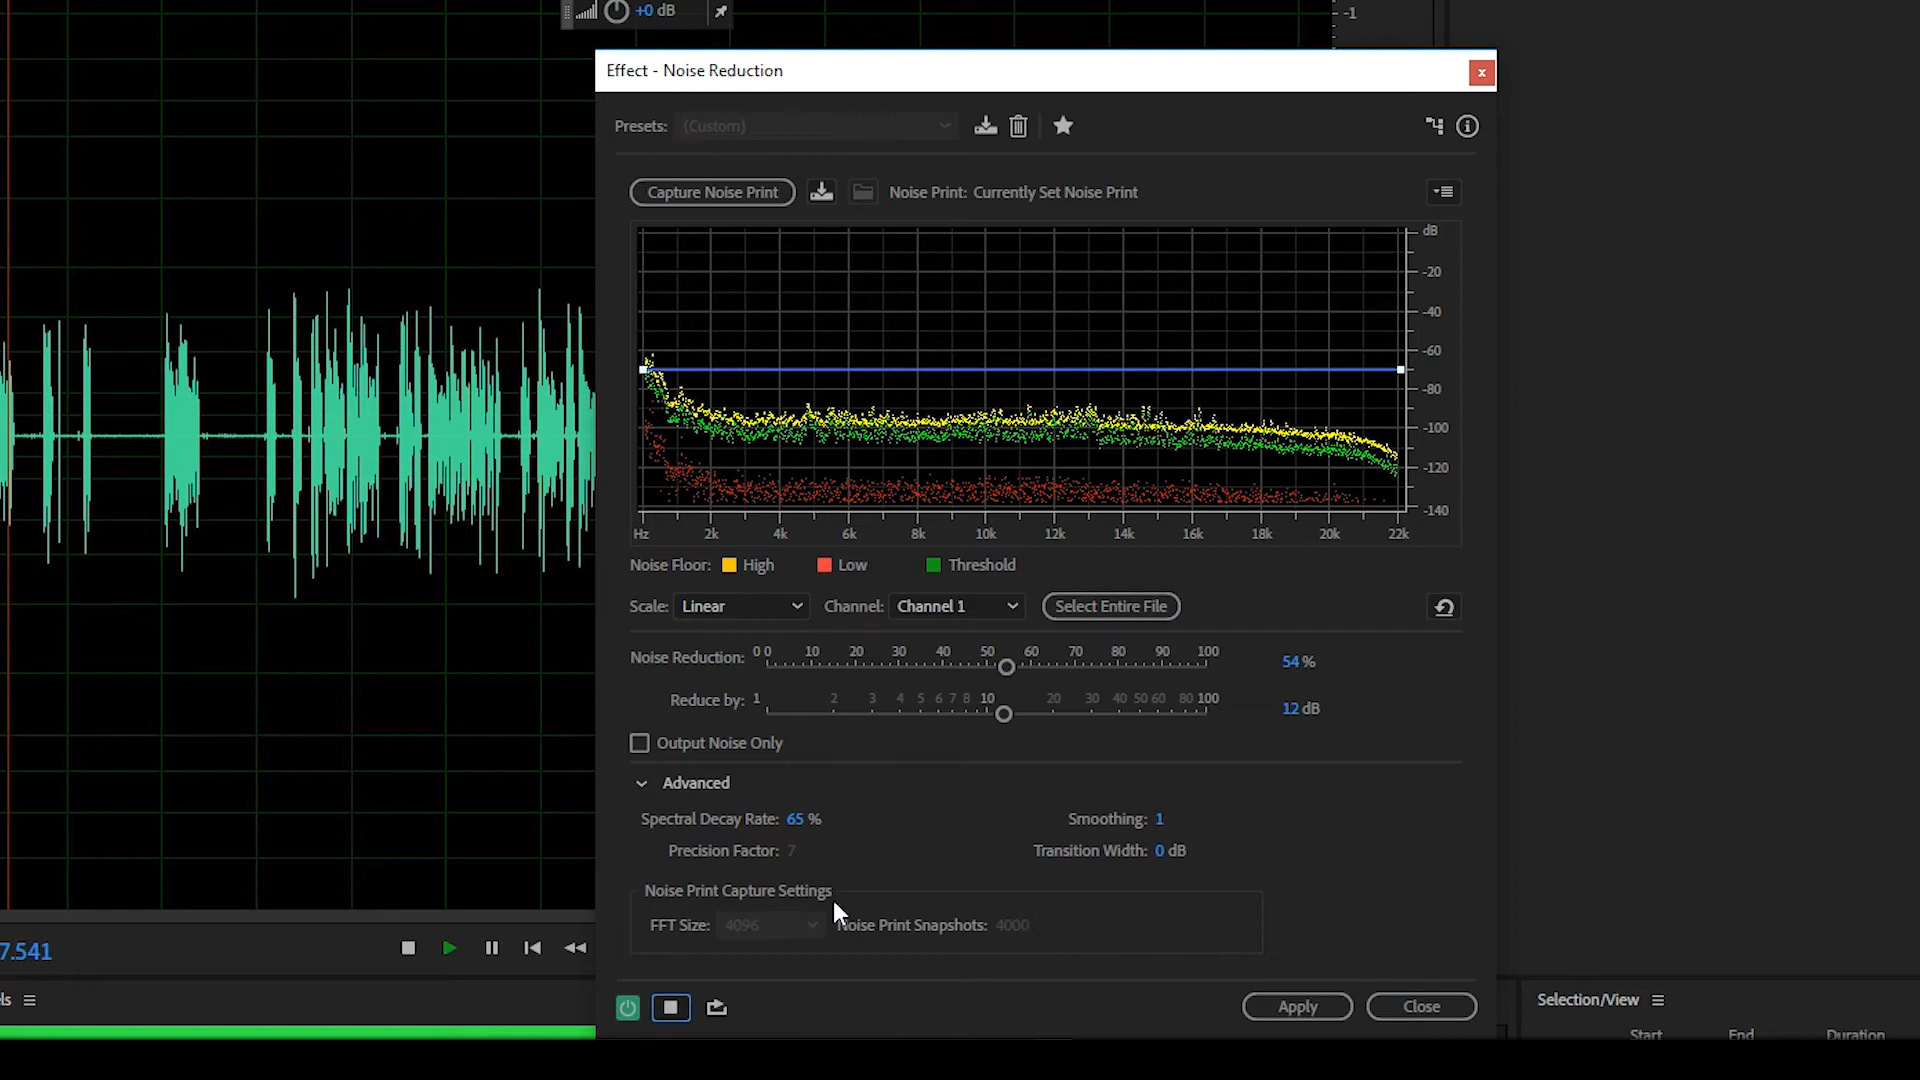 +0 dB
-1
Effect - Noise Reduction
x
Presets: (Custom)
Capture Noise Print
Noise Print: Currently Set Noise Print
dB
-20
-40
-60
-80
-100
-120
-140
Hz 2k 4k 6k 8k 10k 12k 14k 16k 18k 20k 22k
Noise Floor: High Low Threshold
Scale: Linear Channel: Channel 1 Select Entire File
0 0 10 20 30 40 50 60 70 80 90 100
Noise Reduction: 54 %
1 2 3 4 5 6 7 8 10 20 30 40 50 60 80 100
Reduce by: 12 dB
Output Noise Only
Advanced
Spectral Decay Rate: 65 % Smoothing: 1
Precision Factor: 7 Transition Width: 0 dB
Noise Print Capture Settings
FFT Size: 4096 Noise Print Snapshots: 4000
7.541
ls
Apply Close
Selection/View
Start End Duration